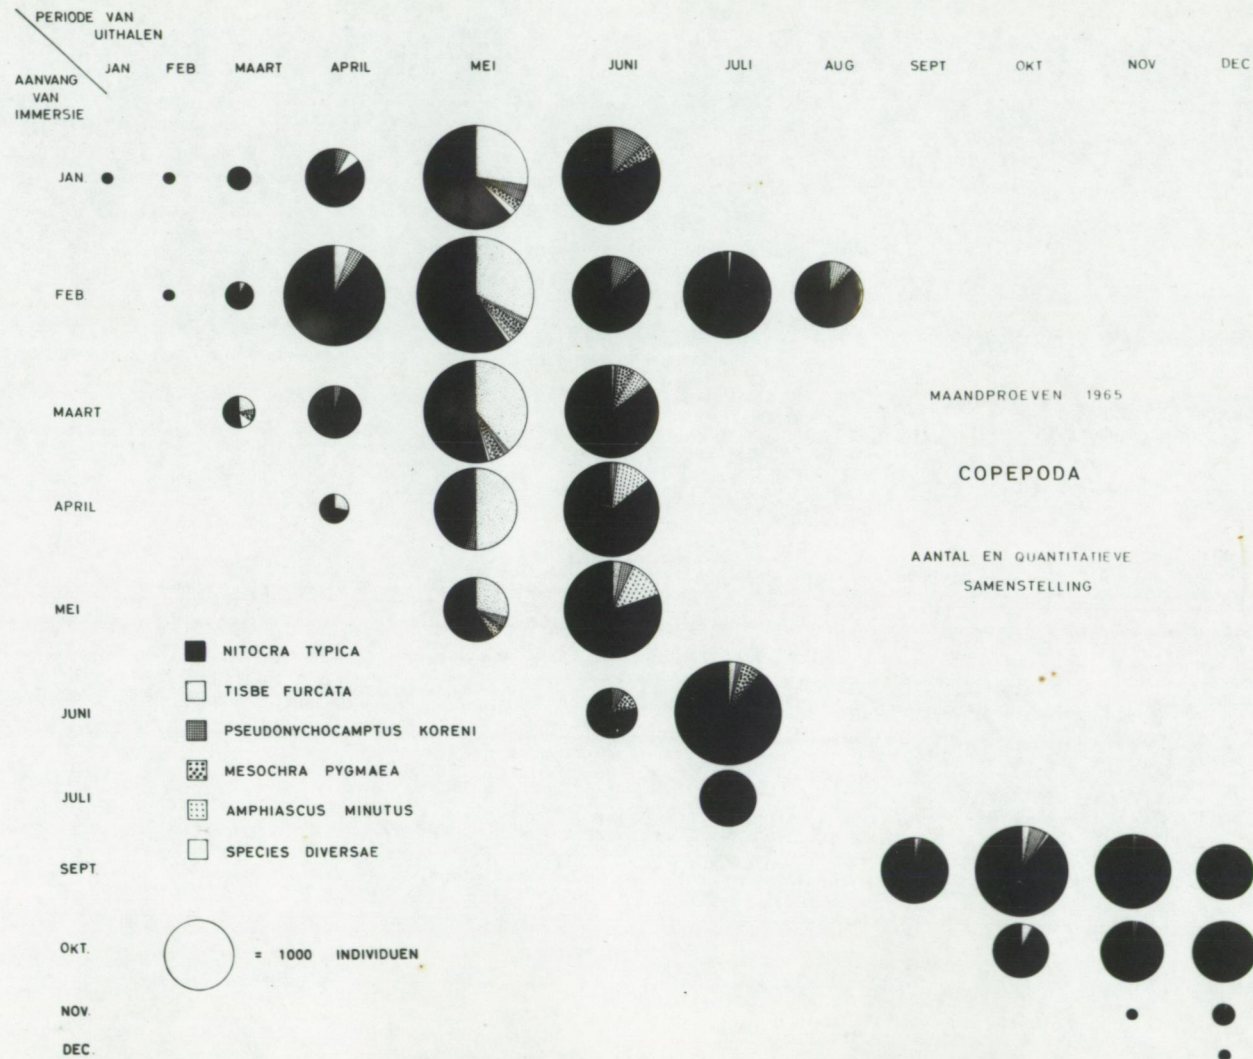 PERIODE VAN
UITHALEN
JAN FEB MAART APRIL MEI JUNI JULI AUG SEPT OKT NOV DEC
AANVANG
VAN
IMMERSIE
JAN.
FEB.
MAART
MAANDPROEVEN 1965
COPEPODA
APRIL
AANTAL EN QUANTITATIEVE
SAMENSTELLING
MEI
NITOCRA TYPICA
TISBE FURCATA
JUNI
PSEUDONYCHOCAMPTUS KORENI
MESOCHRA PYGMAEA
JULI
AMPHIASCUS MINUTUS
SPECIES DIVERSAE
SEPT.
OKT.
= 1000 INDIVIDUEN
NOV.
DEC.